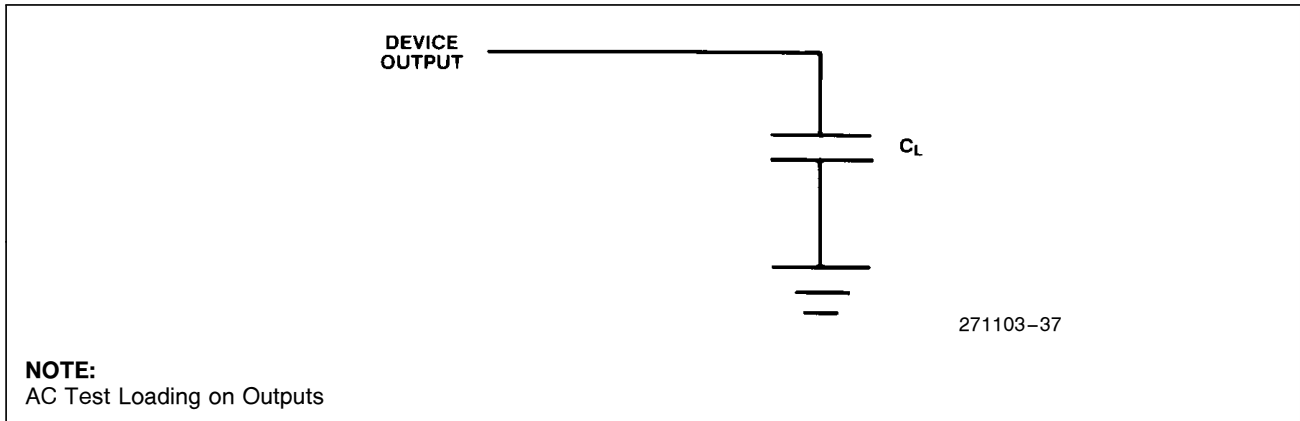 DEVICE
OUTPUT
CL
271103–37
NOTE:
AC Test Loading on Outputs